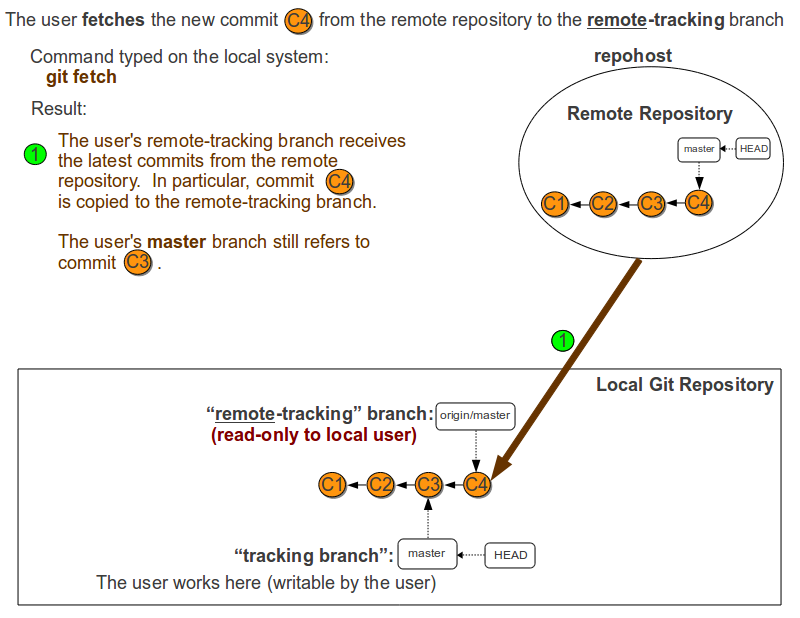 The user fetches the new commit C4 from the remote repository to the remote-tracking branch
Command typed on the local system:
git fetch
Result:
1 The user's remote-tracking branch receives
the latest commits from the remote
repository. In particular, commit C4
is copied to the remote-tracking branch.
The user's master branch still refers to
commit C3 .
repohost
Remote Repository
master HEAD
C1 C2 C3 C4
1
Local Git Repository
“remote-tracking” branch: origin/master
(read-only to local user)
C1 C2 C3 C4
“tracking branch”: master HEAD
The user works here (writable by the user)